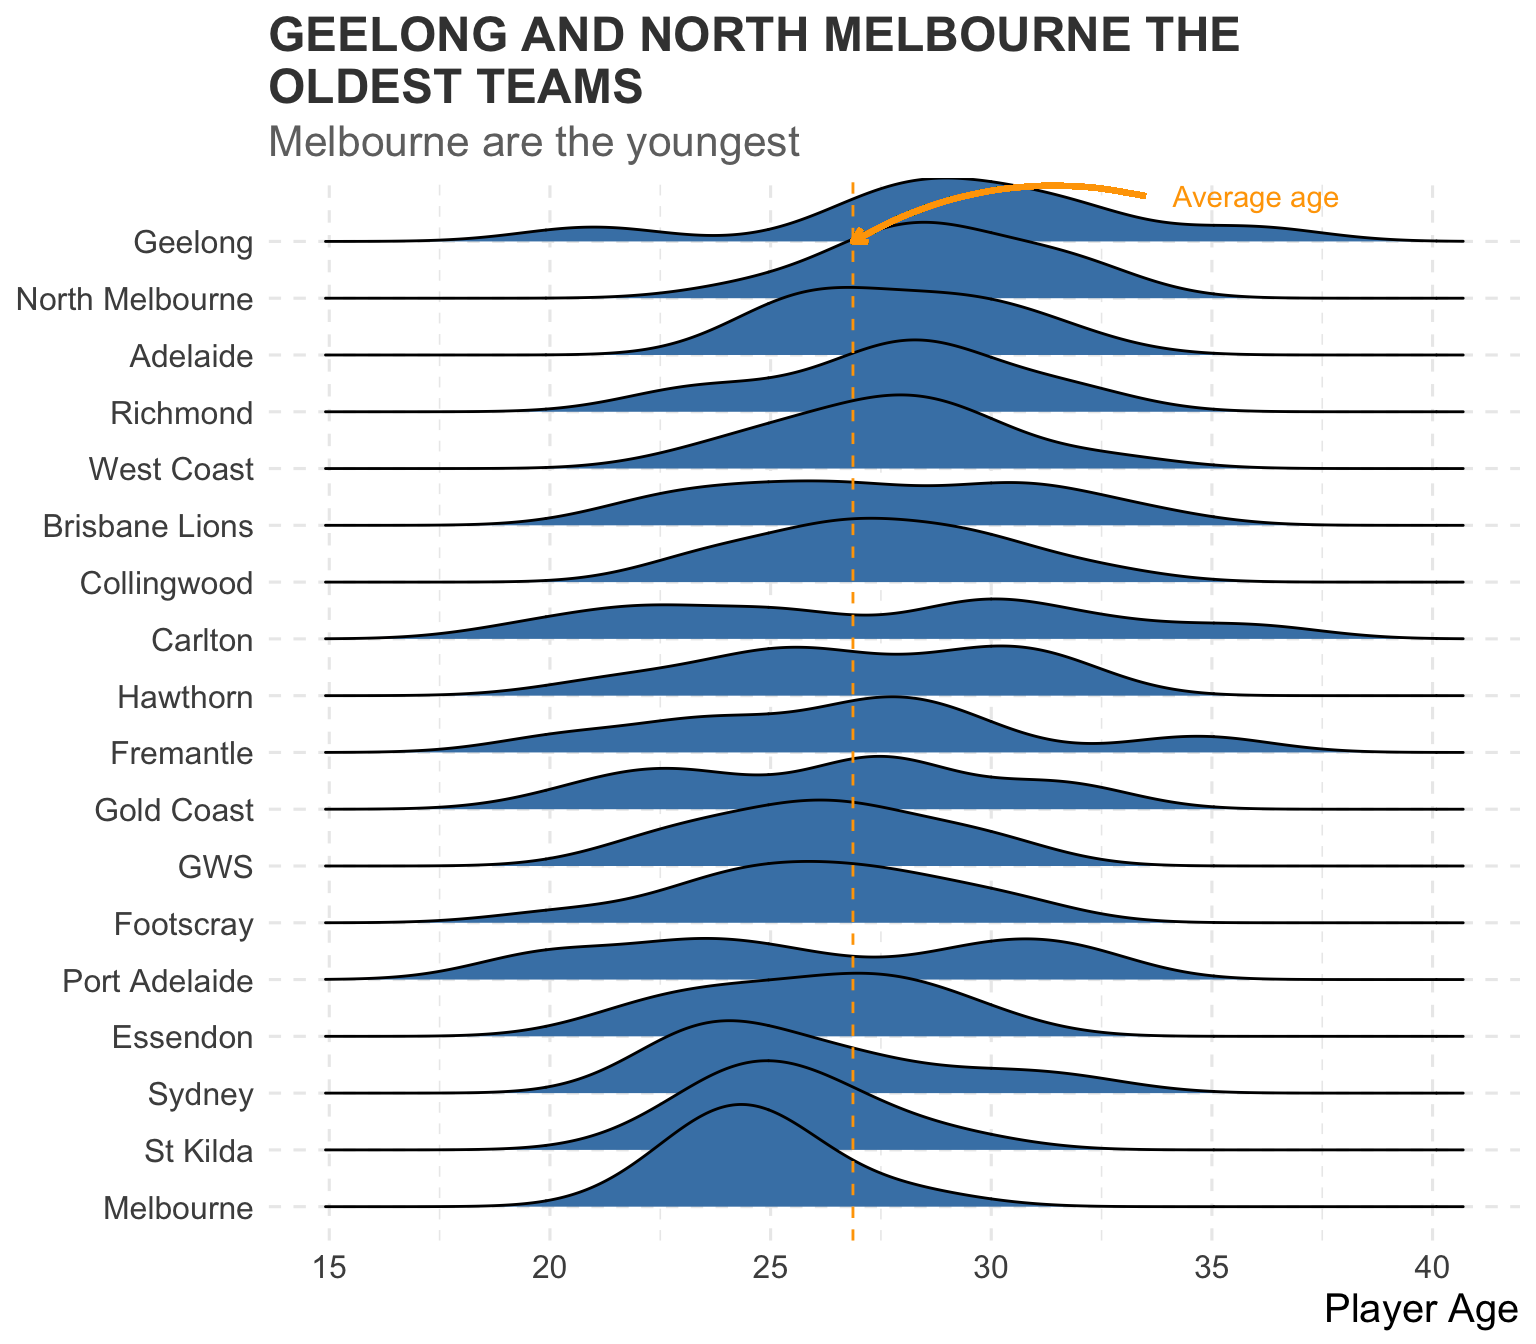 GEELONG AND NORTH MELBOURNE THE
OLDEST TEAMS
Melbourne are the youngest
Average age
Geelong
North Melbourne
Adelaide
Richmond
West Coast
Brisbane Lions
Collingwood
Carlton
Hawthorn
Fremantle
Gold Coast
GWS
Footscray
Port Adelaide
Essendon
Sydney
St Kilda
Melbourne
15 20 25 30 35 40
Player Age